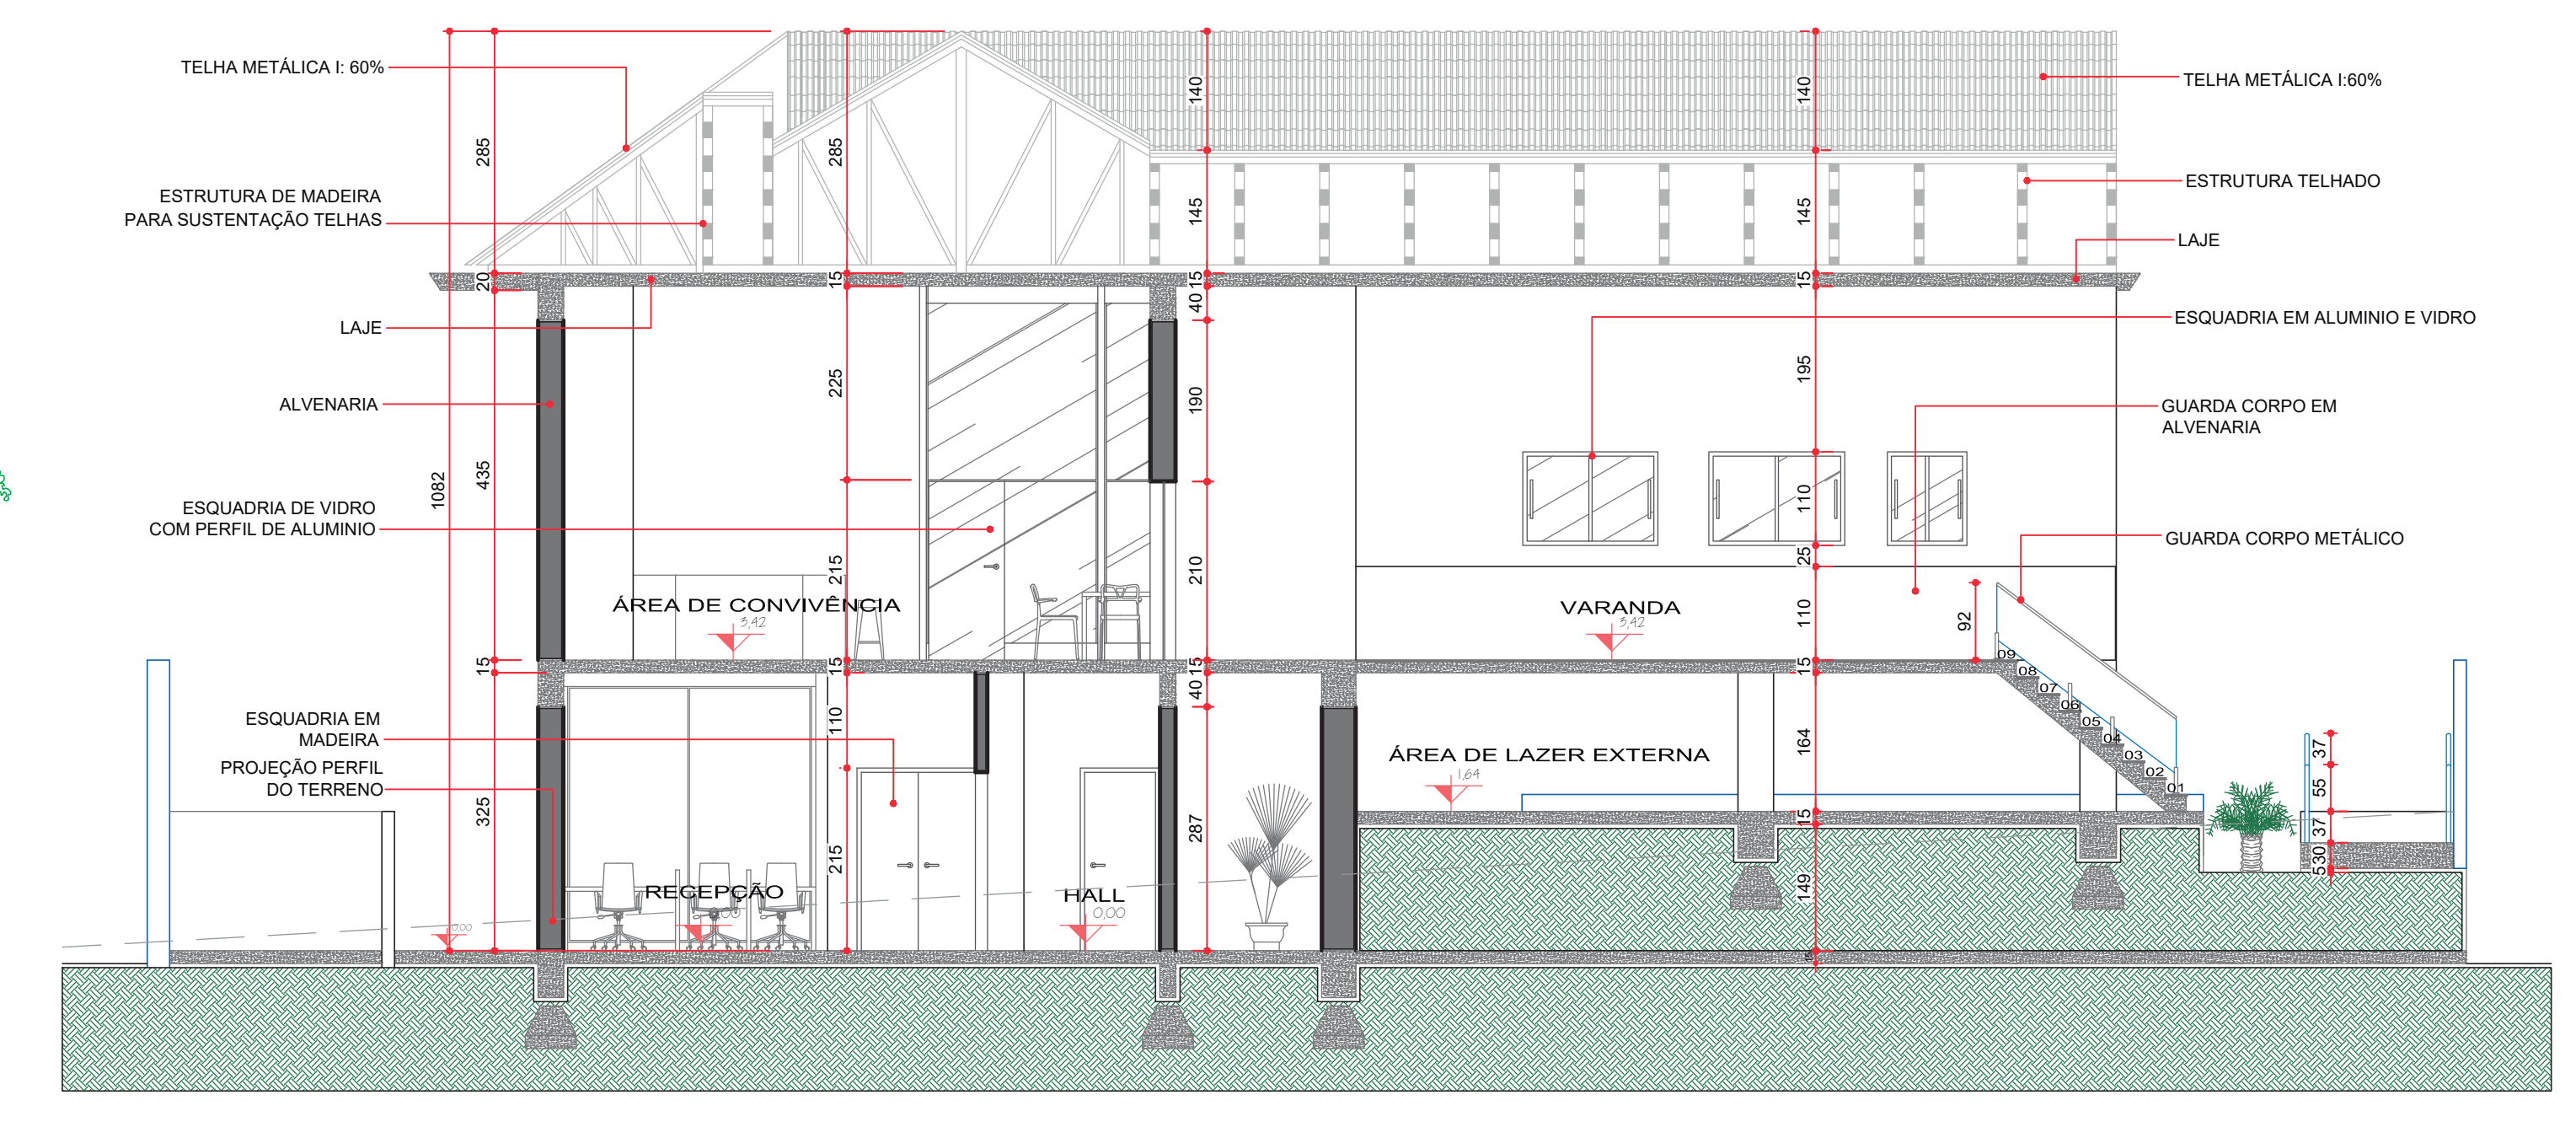 TELHA METÁLICA I: 60%
ESTRUTURA DE MADEIRA
PARA SUSTENTAÇÃO TELHAS
LAJE
ALVENARIA
ESQUADRIA DE VIDRO
COM PERFIL DE ALUMINIO
ESQUADRIA EM
MADEIRA
PROJEÇÃO PERFIL
DO TERRENO
1082
285
20
435
15
325
285
15
225
215
15
110
215
140
145
15
40
190
210
15
40
287
140
145
15
195
110
25
110
15
164
15
149
ÁREA DE CONVIVÊNCIA
3,42
VARANDA
3,42
RECEPÇÃO
0,00
HALL
0,00
ÁREA DE LAZER EXTERNA
1,64
92
09
08
07
06
05
04
03
02
01
37
55
37
30
5
TELHA METÁLICA I:60%
ESTRUTURA TELHADO
LAJE
ESQUADRIA EM ALUMINIO E VIDRO
GUARDA CORPO EM
ALVENARIA
GUARDA CORPO METÁLICO